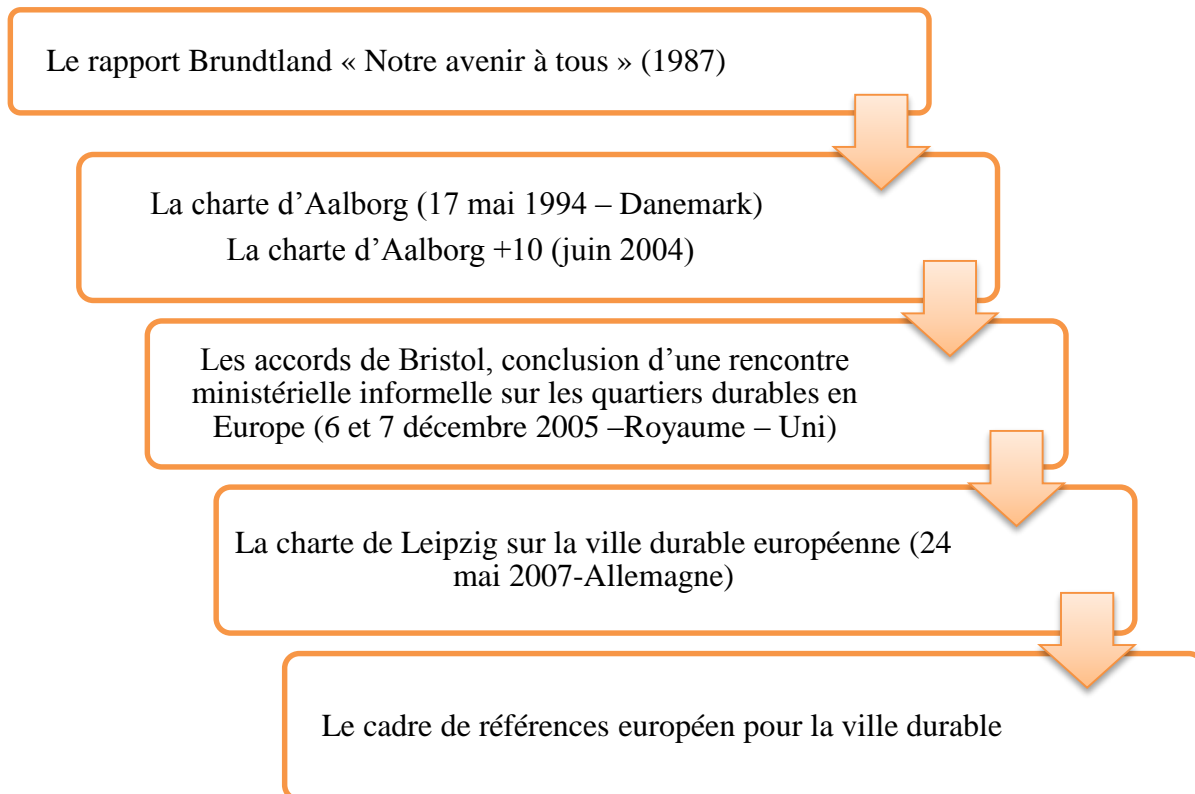 Le rapport Brundtland « Notre avenir à tous » (1987)
La charte d’Aalborg (17 mai 1994 – Danemark)
La charte d’Aalborg +10 (juin 2004)
Les accords de Bristol, conclusion d’une rencontre
ministérielle informelle sur les quartiers durables en
Europe (6 et 7 décembre 2005 –Royaume – Uni)
La charte de Leipzig sur la ville durable européenne (24
mai 2007-Allemagne)
Le cadre de références européen pour la ville durable